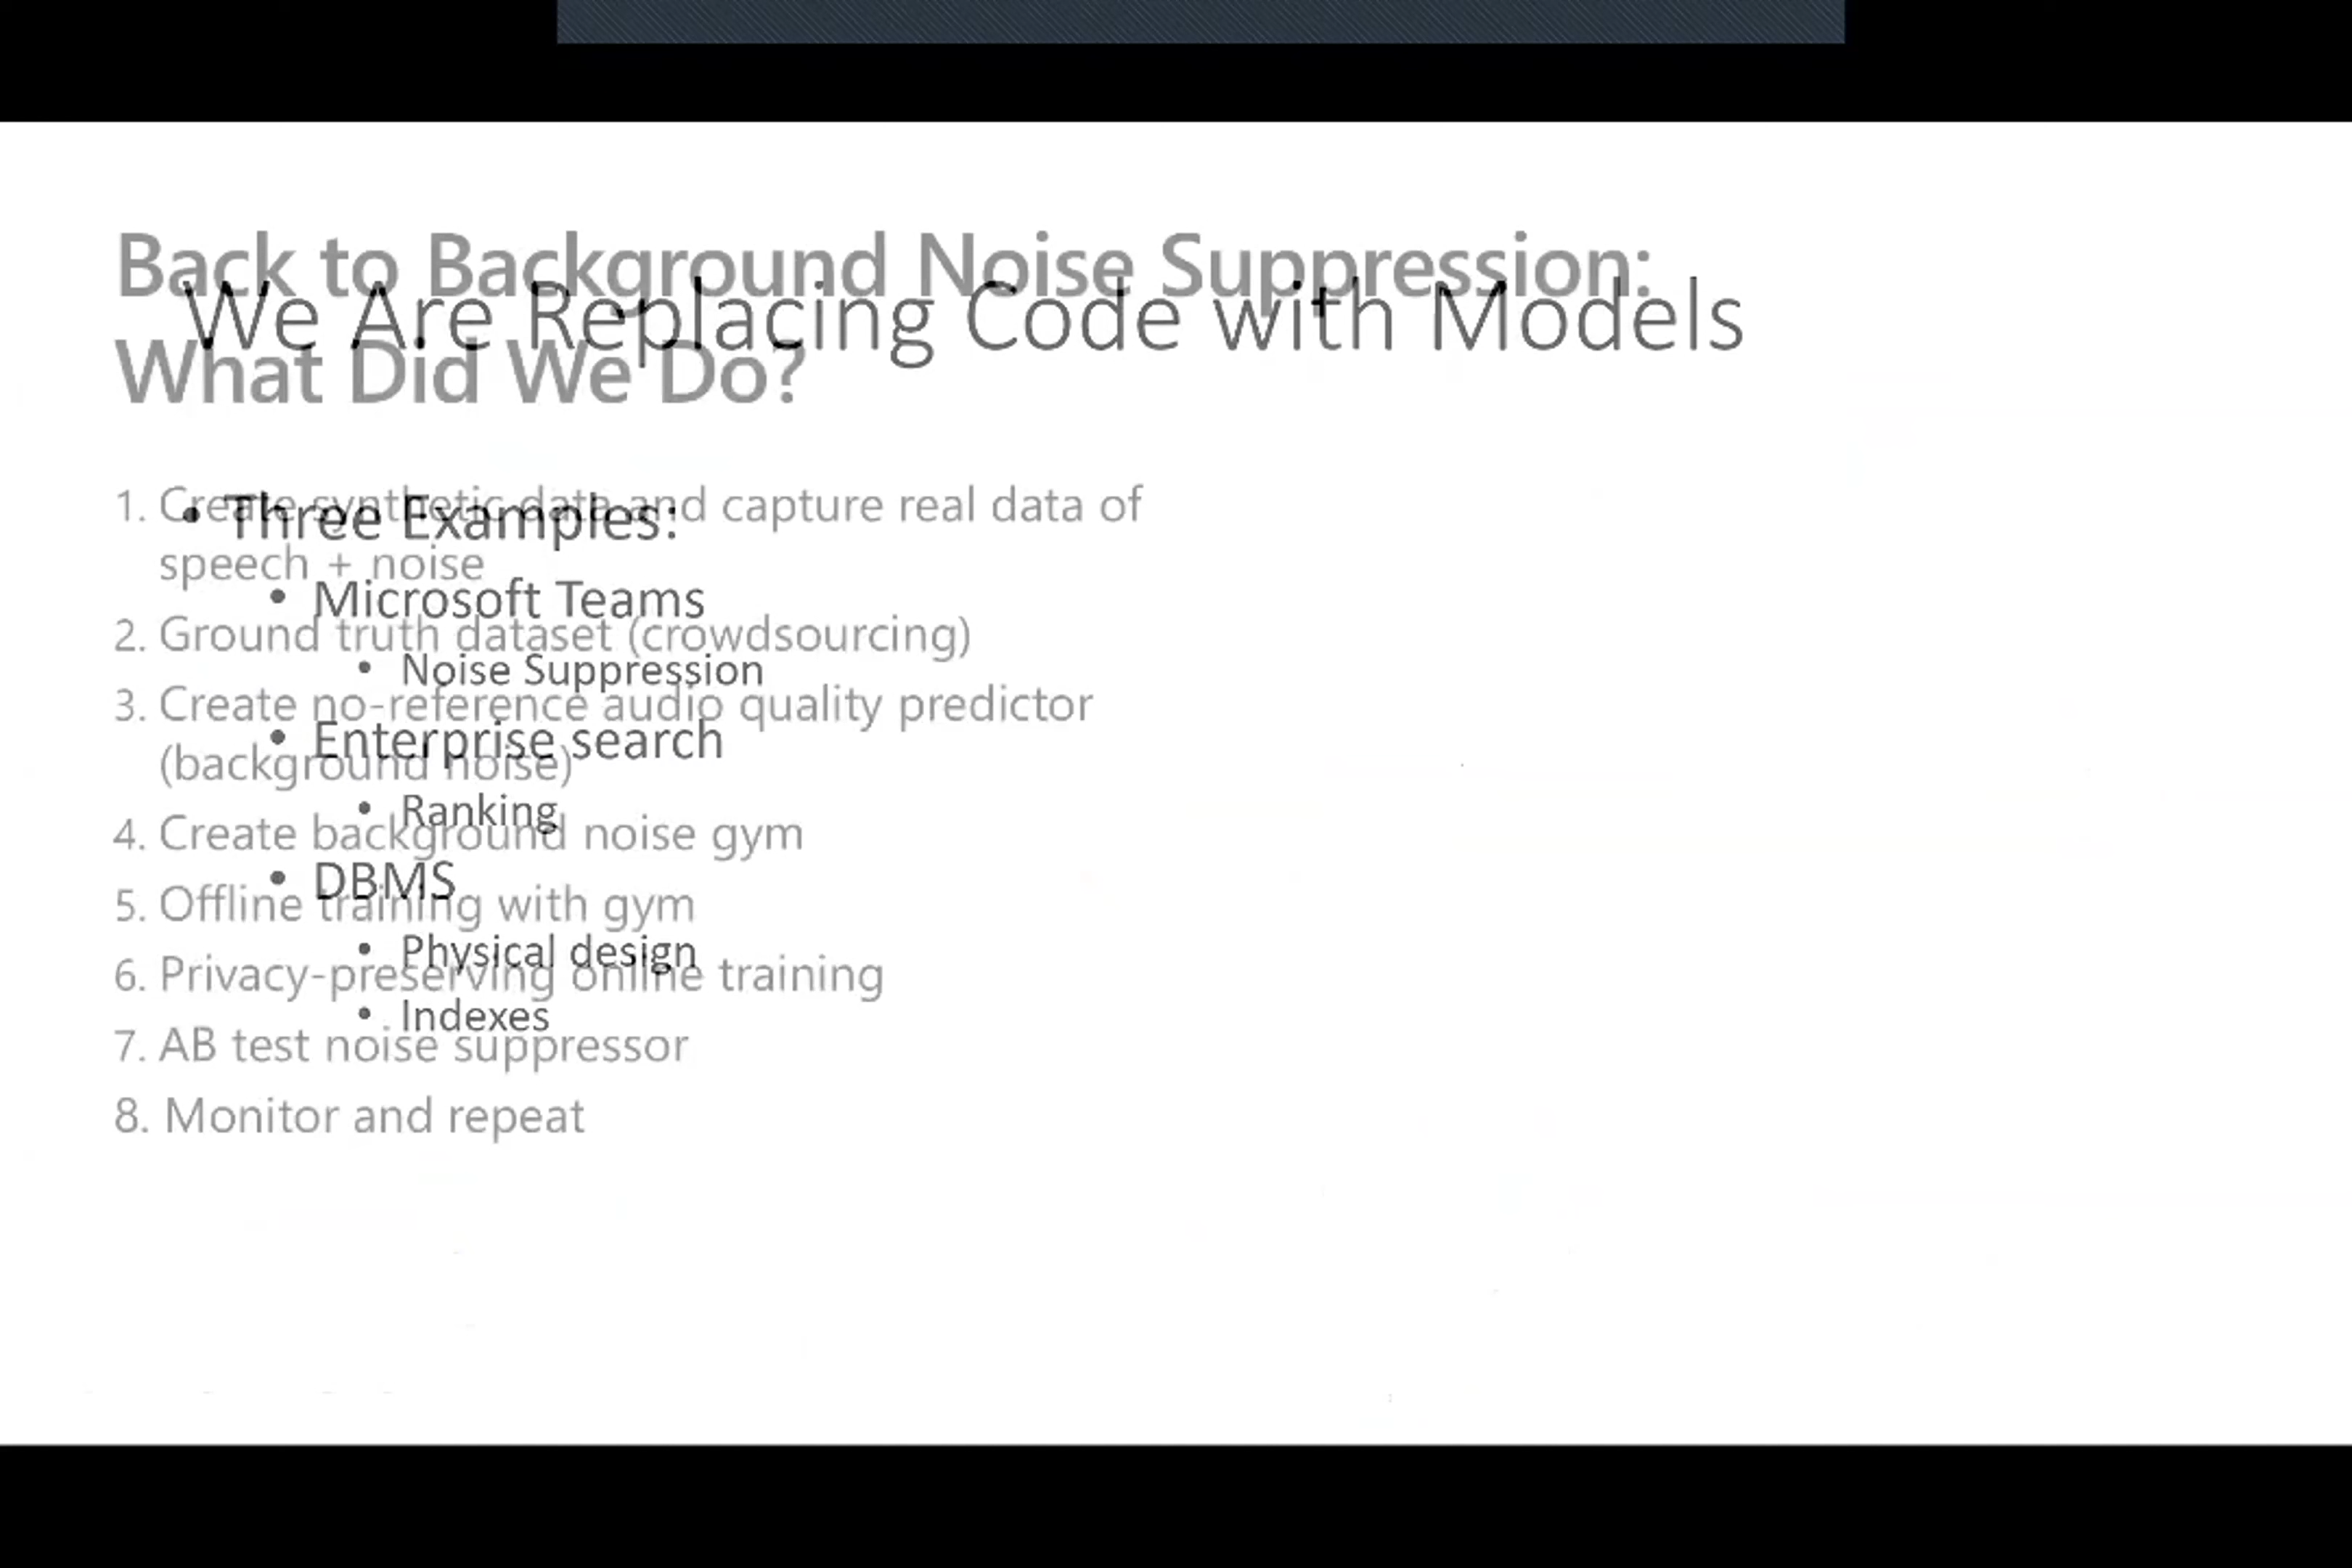 Back to Background Noise Suppression:
What Did We Do?
1. Create synthetic data and capture real data of
speech + noise
2. Ground truth dataset (crowdsourcing)
3. Create no-reference audio quality predictor
(background noise)
4. Create background noise gym
5. Offline training with gym
6. Privacy-preserving online training
7. AB test noise suppressor
8. Monitor and repeat
We Are Replacing Code with Models
• Three Examples:
• Microsoft Teams
• Noise Suppression
• Enterprise search
• Ranking
• DBMS
• Physical design
• Indexes